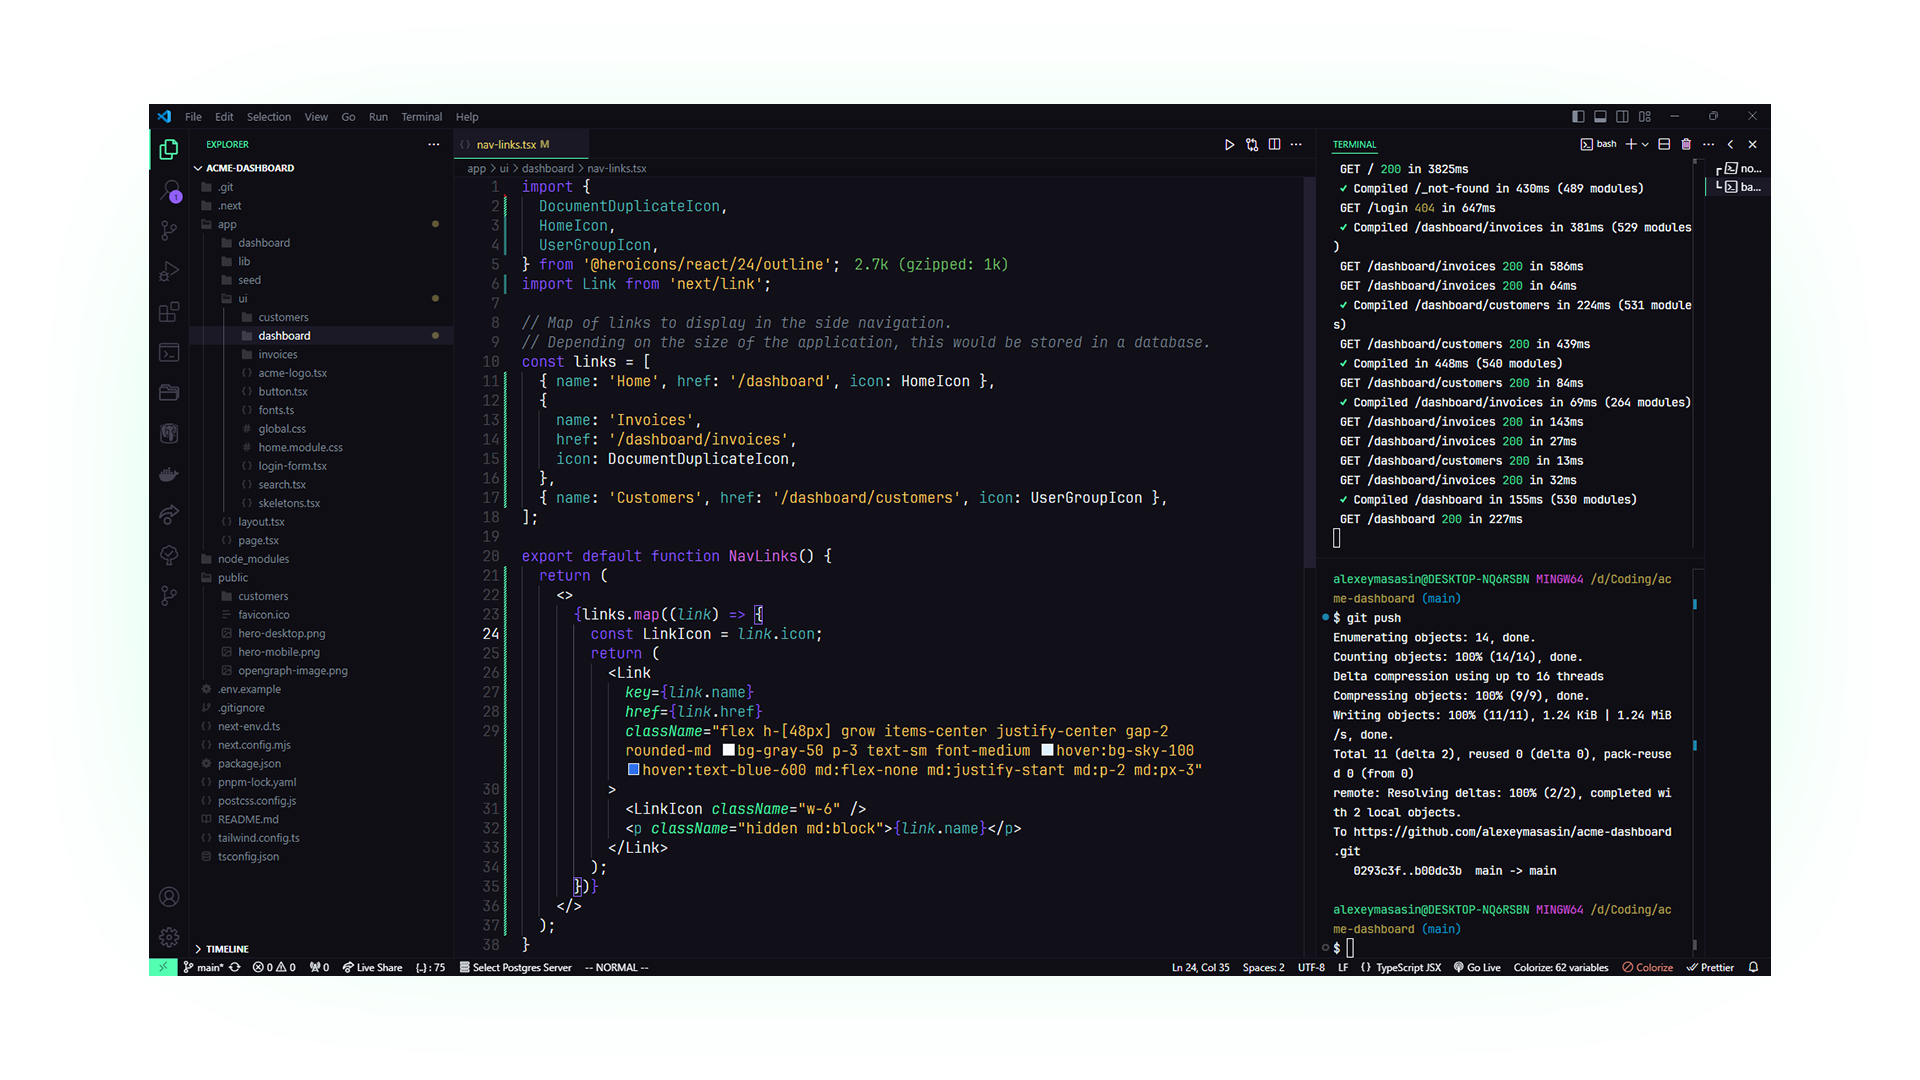 File Edit Selection View Go Run Terminal Help
EXPLORER
ACME-DASHBOARD
.git
.next
app
dashboard
lib
seed
ui
customers
dashboard
invoices
acme-logo.tsx
button.tsx
fonts.ts
global.css
home.module.css
login-form.tsx
search.tsx
skeletons.tsx
layout.tsx
page.tsx
node_modules
public
customers
favicon.ico
hero-desktop.png
hero-mobile.png
opengraph-image.png
.env.example
.gitignore
next-env.d.ts
next.config.mjs
package.json
pnpm-lock.yaml
postcss.config.js
README.md
tailwind.config.ts
tsconfig.json
TIMELINE
1
nav-links.tsx M
app > ui > dashboard > nav-links.tsx
1 import {
2 DocumentDuplicateIcon,
3 HomeIcon,
4 UserGroupIcon,
5 } from '@heroicons/react/24/outline'; 2.7k (gzipped: 1k)
6 import Link from 'next/link';
7
8 // Map of links to display in the side navigation.
9 // Depending on the size of the application, this would be stored in a database.
10 const links = [
11 { name: 'Home', href: '/dashboard', icon: HomeIcon },
12 {
13 name: 'Invoices',
14 href: '/dashboard/invoices',
15 icon: DocumentDuplicateIcon,
16 },
17 { name: 'Customers', href: '/dashboard/customers', icon: UserGroupIcon },
18 ];
19
20 export default function NavLinks() {
21 return (
22 <>
23 {links.map((link) => {
24 const LinkIcon = link.icon;
25 return (
26 <Link
27 key={link.name}
28 href={link.href}
29 className="flex h-[48px] grow items-center justify-center gap-2
rounded-md bg-gray-50 p-3 text-sm font-medium hover:bg-sky-100
hover:text-blue-600 md:flex-none md:justify-start md:p-2 md:px-3"
30 >
31 <LinkIcon className="w-6" />
32 <p className="hidden md:block">{link.name}</p>
33 </Link>
34 );
35 })}
36 </>
37 );
38 }
TERMINAL
bash
no...
ba...
GET / 200 in 3825ms
✓ Compiled /_not-found in 430ms (489 modules)
GET /login 404 in 647ms
✓ Compiled /dashboard/invoices in 381ms (529 modules
)
GET /dashboard/invoices 200 in 586ms
GET /dashboard/invoices 200 in 64ms
✓ Compiled /dashboard/customers in 224ms (531 module
s)
GET /dashboard/customers 200 in 439ms
✓ Compiled in 448ms (540 modules)
GET /dashboard/customers 200 in 84ms
✓ Compiled /dashboard/invoices in 69ms (264 modules)
GET /dashboard/invoices 200 in 143ms
GET /dashboard/invoices 200 in 27ms
GET /dashboard/customers 200 in 13ms
GET /dashboard/invoices 200 in 32ms
✓ Compiled /dashboard in 155ms (530 modules)
GET /dashboard 200 in 227ms
alexeymasasin@DESKTOP-NQ6RSBN MINGW64 /d/Coding/ac
me-dashboard (main)
$ git push
Enumerating objects: 14, done.
Counting objects: 100% (14/14), done.
Delta compression using up to 16 threads
Compressing objects: 100% (9/9), done.
Writing objects: 100% (11/11), 1.24 KiB | 1.24 MiB
/s, done.
Total 11 (delta 2), reused 0 (delta 0), pack-reuse
d 0 (from 0)
remote: Resolving deltas: 100% (2/2), completed wi
th 2 local objects.
To https://github.com/alexeymasasin/acme-dashboard
.git
0293c3f..b00dc3b main -> main
alexeymasasin@DESKTOP-NQ6RSBN MINGW64 /d/Coding/ac
me-dashboard (main)
$
main* 0 0 0 Live Share {..} : 75 Select Postgres Server -- NORMAL -- Ln 24, Col 35 Spaces: 2 UTF-8 LF {} TypeScript JSX Go Live Colorize: 62 variables Colorize Prettier